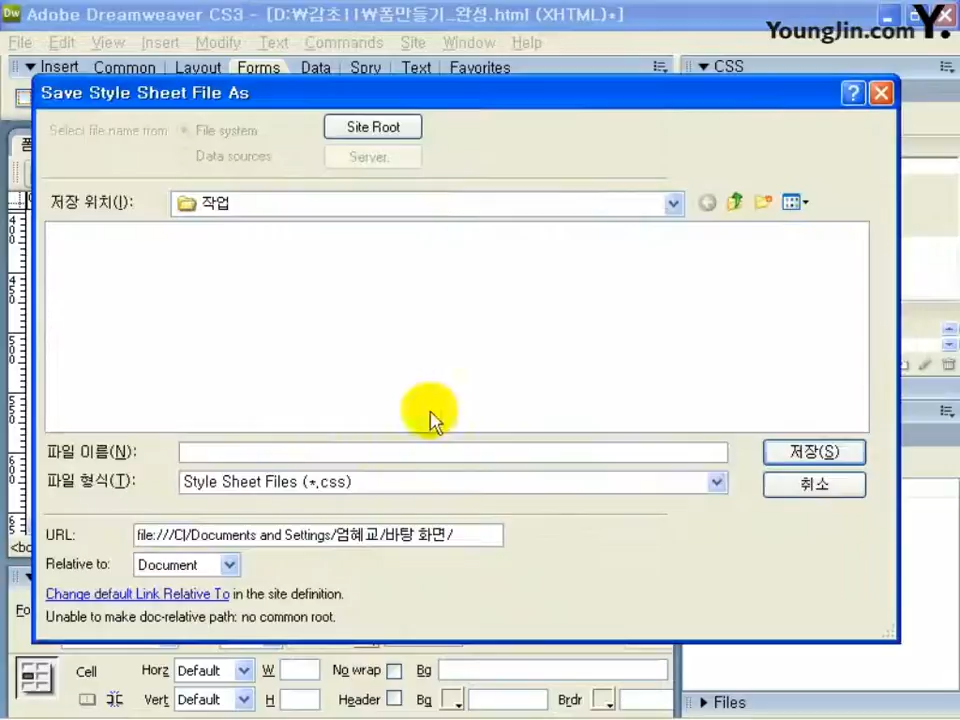 Adobe Dreamweaver CS3 - [D:\감초11\폼만들기_완성.html (XHTML)*]
YoungJin.com Y.
File Edit View Insert Modify Text Commands Site Window Help
Insert Common Layout Forms Data Spry Text Favorites
CSS
Save Style Sheet File As
Select file name from: File system
Site Root
Data sources
Server.
저장 위치(I): 작업
파일 이름(N):
저장(S)
파일 형식(T): Style Sheet Files (*.css)
취소
URL: file:///C|/Documents and Settings/엄혜교/바탕 화면/
Relative to: Document
Change default Link Relative To in the site definition.
Unable to make doc-relative path: no common root.
Cell Horz Default W No wrap Bg
Vert Default H Header Bg Brdr
Files